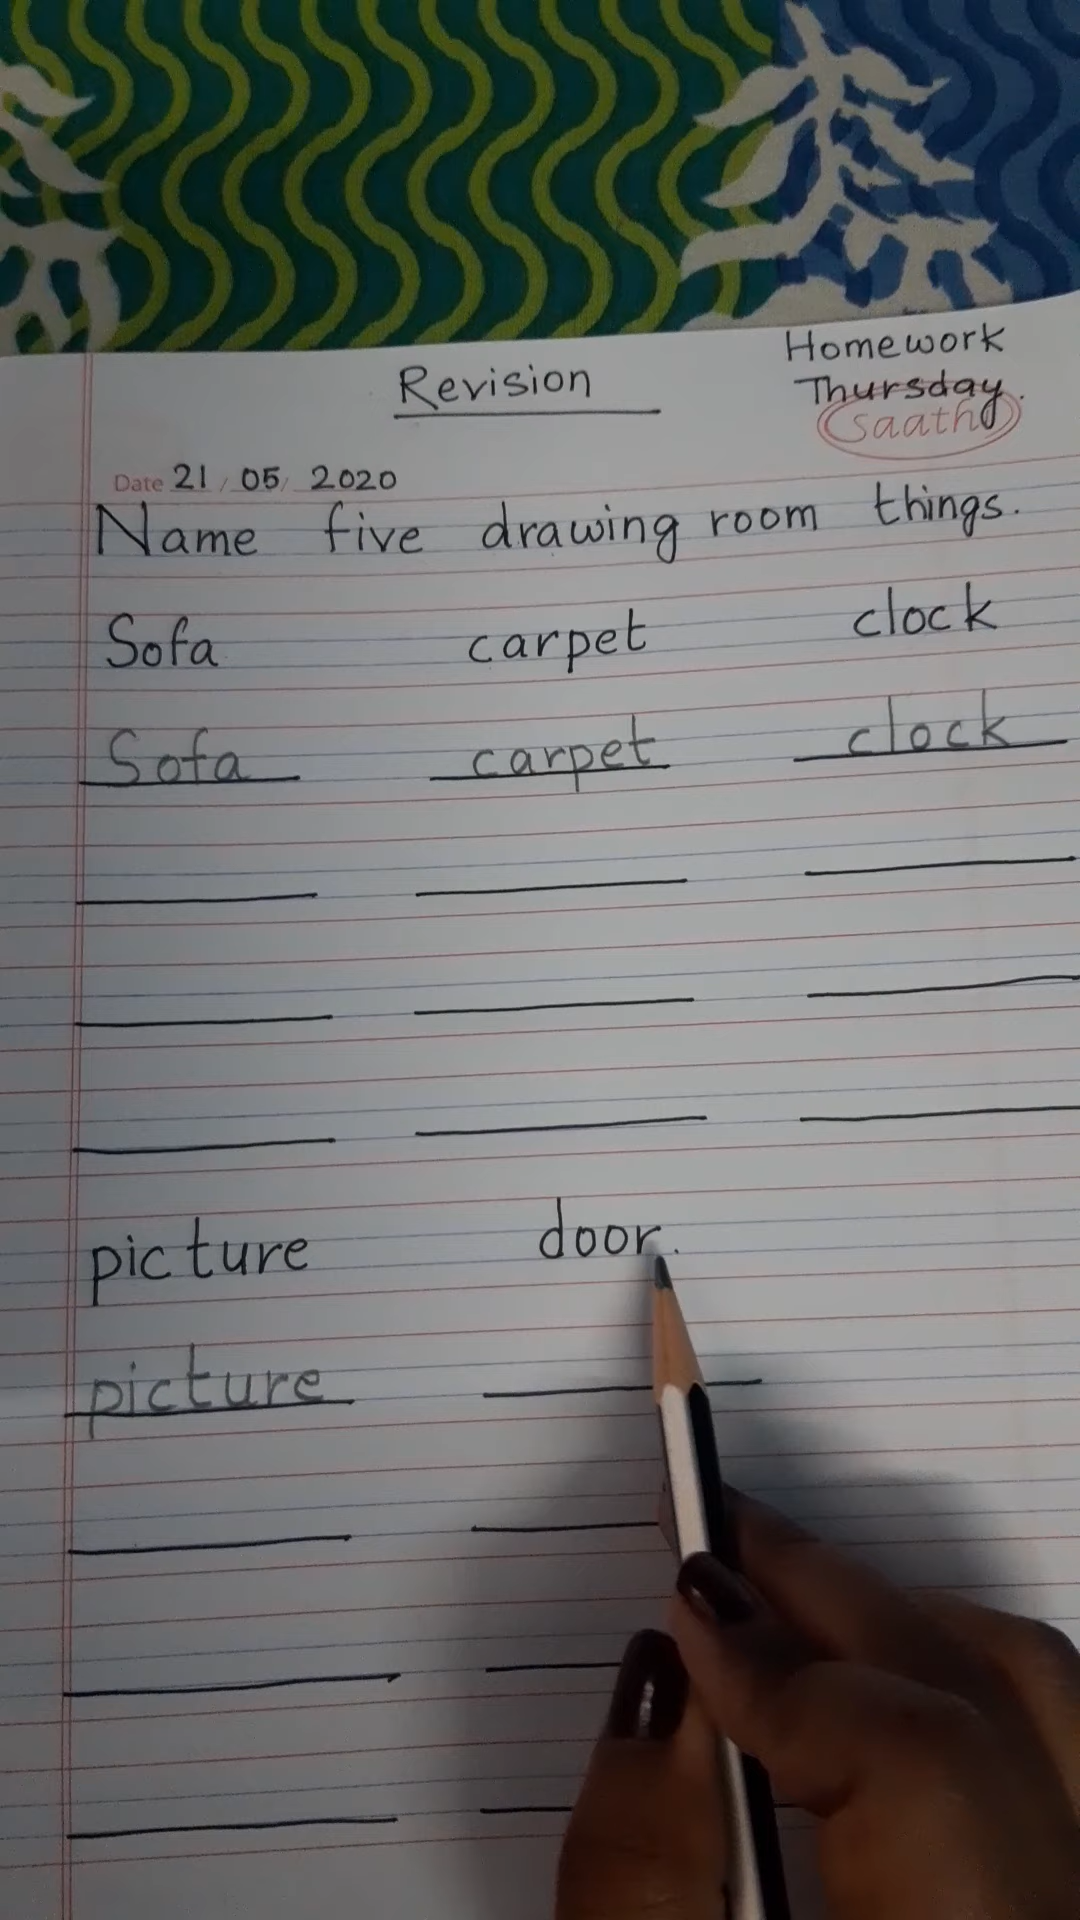 Homework
Revision
Thursday.
saath
Date 21 / 05 / 2020
Name five drawing room things.
Sofa carpet clock
Sofa carpet clock
picture door.
picture